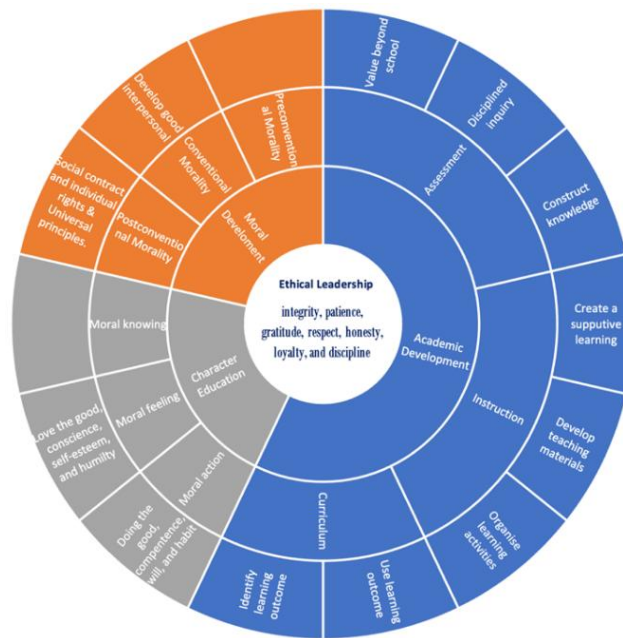 Ethical Leadership
integrity, patience,
gratitude, respect, honesty,
loyalty, and discipline
Academic
Development
Assessment
Value beyond
school
Disciplined
inquiry
Construct
knowledge
Instruction
Create a
supputive
learning
Develop
teaching
materials
Organise
learning
activities
Curriculum
Use learning
outcome
Identify
learning
outcome
Character
Education
Moral action
Doing the
good,
compentence,
will, and habit
Moral feeling
Love the good,
conscience,
self-esteem,
and humilty
Moral knowing
Moral
Develoment
Postconventio
nal Morality
Social contract
and individual
rights &
Universal
principles.
Conventional
Morality
Develop good
interpersonal
Preconvention
al Morality